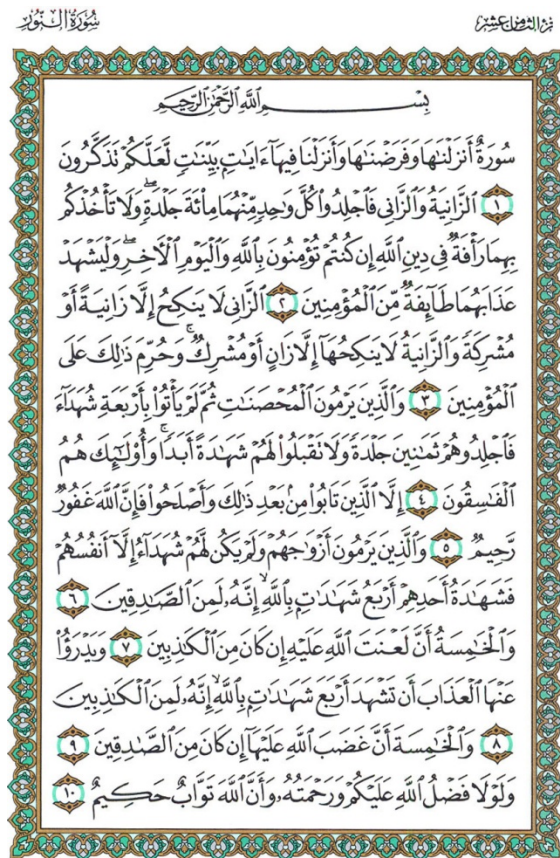 الجزء الثامن عشر
سُورَةُ النُّورِ
بِسْمِ اللَّهِ الرَّحْمَٰنِ الرَّحِيمِ
سُورَةٌ أَنزَلْنَٰهَا وَفَرَضْنَٰهَا وَأَنزَلْنَا فِيهَآ ءَايَٰتٍۭ بَيِّنَٰتٍ لَّعَلَّكُمْ تَذَكَّرُونَ
١ ٱلزَّانِيَةُ وَٱلزَّانِى فَٱجْلِدُوا۟ كُلَّ وَٰحِدٍ مِّنْهُمَا مِا۟ئَةَ جَلْدَةٍ ۖ وَلَا تَأْخُذْكُم
بِهِمَا رَأْفَةٌ فِى دِينِ ٱللَّهِ إِن كُنتُمْ تُؤْمِنُونَ بِٱللَّهِ وَٱلْيَوْمِ ٱلْءَاخِرِ ۖ وَلْيَشْهَدْ
عَذَابَهُمَا طَآئِفَةٌ مِّنَ ٱلْمُؤْمِنِينَ ٢ ٱلزَّانِى لَا يَنكِحُ إِلَّا زَانِيَةً أَوْ
مُشْرِكَةً وَٱلزَّانِيَةُ لَا يَنكِحُهَآ إِلَّا زَانٍ أَوْ مُشْرِكٌ ۚ وَحُرِّمَ ذَٰلِكَ عَلَى
ٱلْمُؤْمِنِينَ ٣ وَٱلَّذِينَ يَرْمُونَ ٱلْمُحْصَنَٰتِ ثُمَّ لَمْ يَأْتُوا۟ بِأَرْبَعَةِ شُهَدَآءَ
فَٱجْلِدُوهُمْ ثَمَٰنِينَ جَلْدَةً وَلَا تَقْبَلُوا۟ لَهُمْ شَهَٰدَةً أَبَدًا ۚ وَأُو۟لَٰٓئِكَ هُمُ
ٱلْفَٰسِقُونَ ٤ إِلَّا ٱلَّذِينَ تَابُوا۟ مِنۢ بَعْدِ ذَٰلِكَ وَأَصْلَحُوا۟ فَإِنَّ ٱللَّهَ غَفُورٌ
رَّحِيمٌ ٥ وَٱلَّذِينَ يَرْمُونَ أَزْوَٰجَهُمْ وَلَمْ يَكُن لَّهُمْ شُهَدَآءُ إِلَّآ أَنفُسُهُمْ
فَشَهَٰدَةُ أَحَدِهِمْ أَرْبَعُ شَهَٰدَٰتٍۭ بِٱللَّهِ ۙ إِنَّهُۥ لَمِنَ ٱلصَّٰدِقِينَ ٦
وَٱلْخَٰمِسَةُ أَنَّ لَعْنَتَ ٱللَّهِ عَلَيْهِ إِن كَانَ مِنَ ٱلْكَٰذِبِينَ ٧ وَيَدْرَؤُا۟
عَنْهَا ٱلْعَذَابَ أَن تَشْهَدَ أَرْبَعَ شَهَٰدَٰتٍۭ بِٱللَّهِ ۙ إِنَّهُۥ لَمِنَ ٱلْكَٰذِبِينَ
٨ وَٱلْخَٰمِسَةَ أَنَّ غَضَبَ ٱللَّهِ عَلَيْهَآ إِن كَانَ مِنَ ٱلصَّٰدِقِينَ ٩
وَلَوْلَا فَضْلُ ٱللَّهِ عَلَيْكُمْ وَرَحْمَتُهُۥ وَأَنَّ ٱللَّهَ تَوَّابٌ حَكِيمٌ ١٠